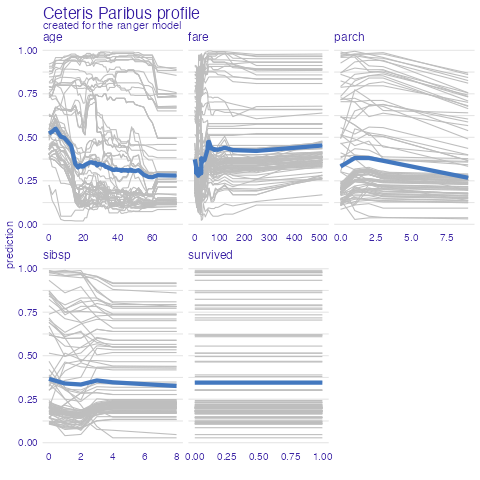 Ceteris Paribus profile
created for the ranger model
age fare parch
1.00
0.75
0.50
0.25
0.00
0 20 40 60 0 100 200 300 400 500 0.0 2.5 5.0 7.5
prediction
sibsp survived
1.00
0.75
0.50
0.25
0.00
0 2 4 6 8 0.00 0.25 0.50 0.75 1.00